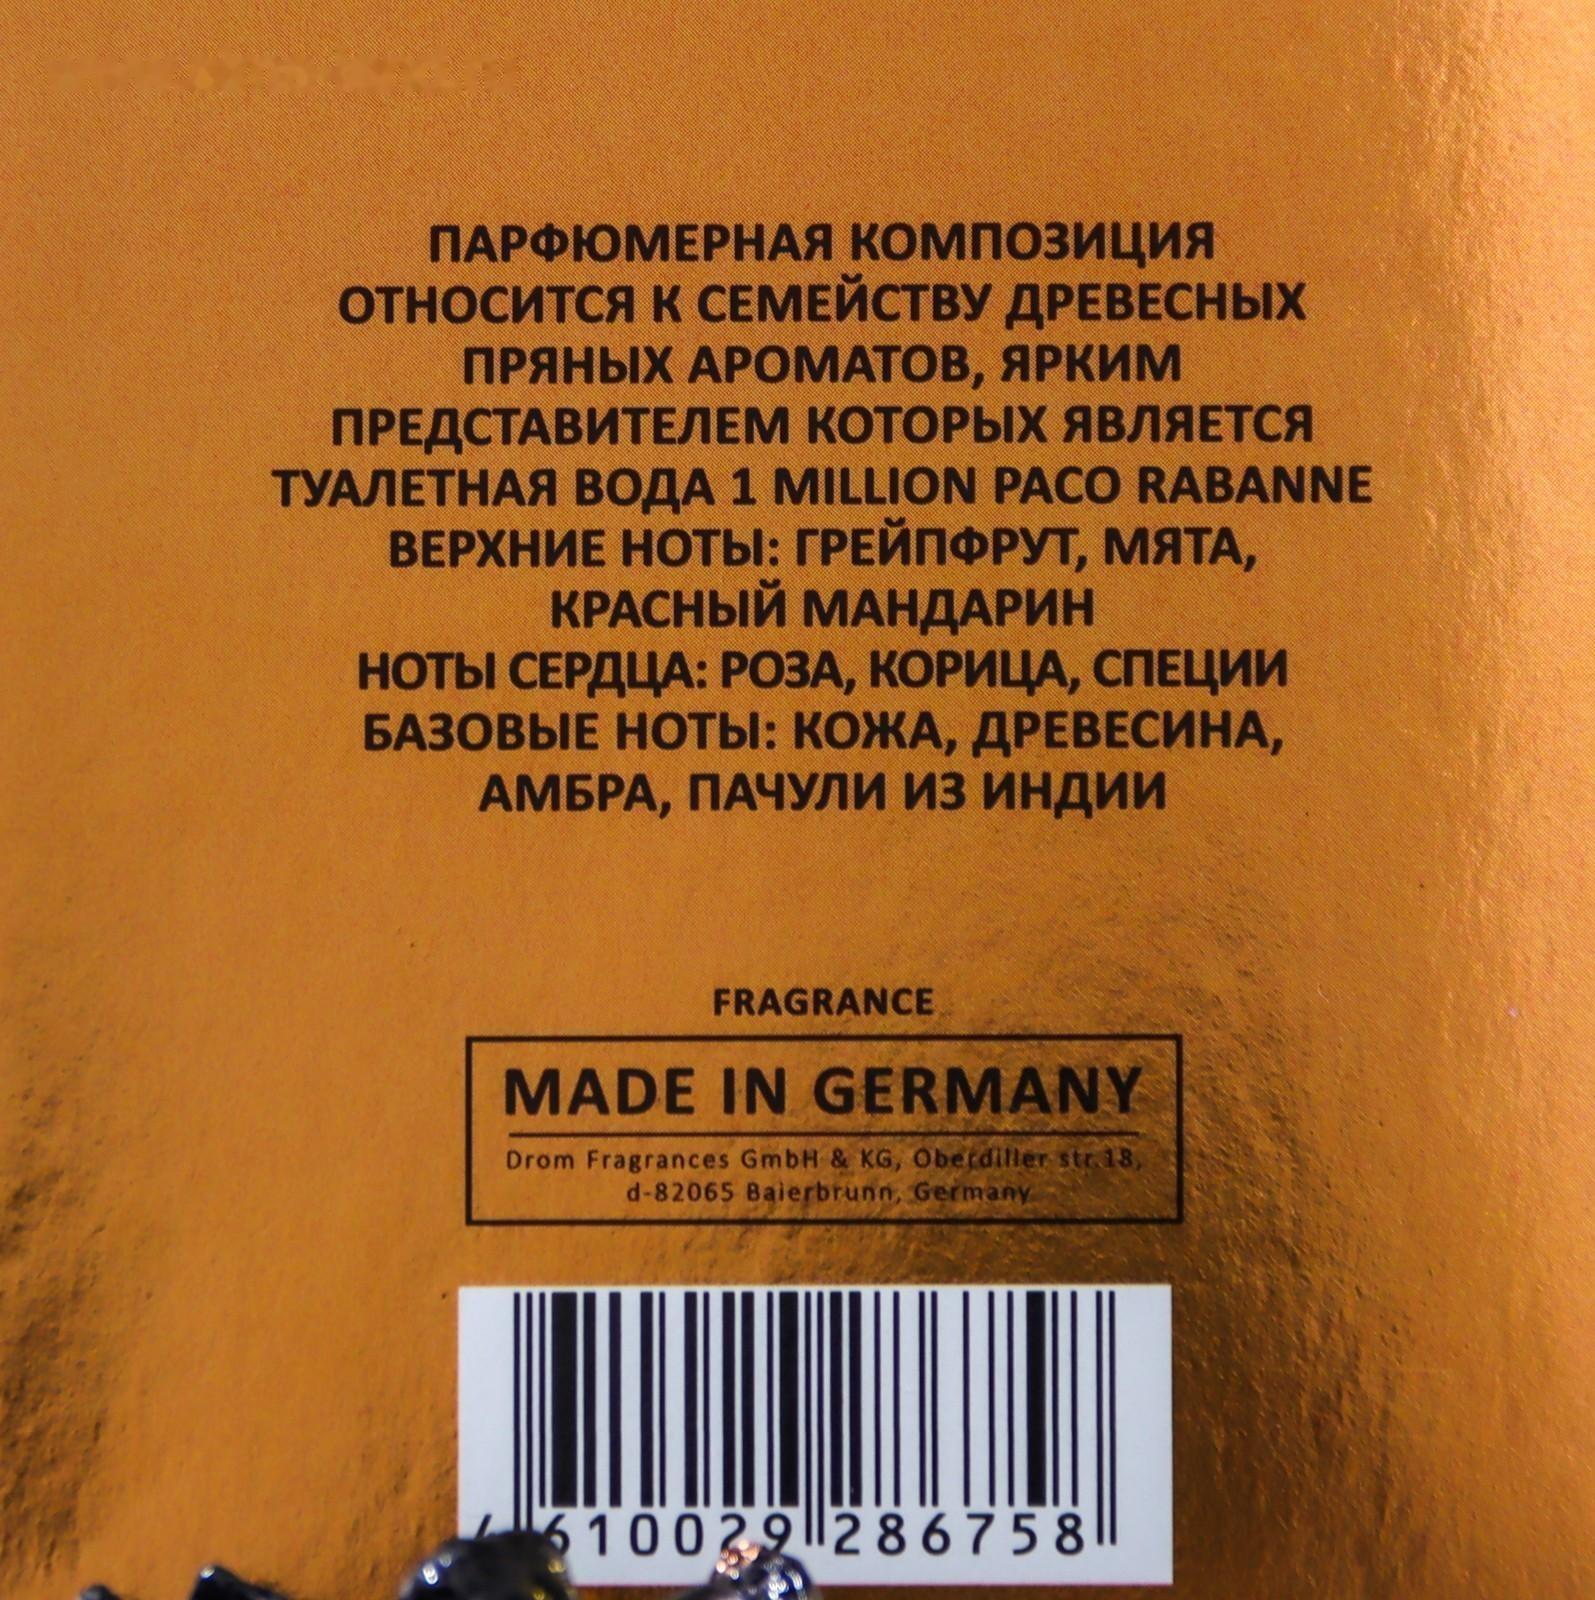 ПАРФЮМЕРНАЯ КОМПОЗИЦИЯ
ОТНОСИТСЯ К СЕМЕЙСТВУ ДРЕВЕСНЫХ
ПРЯНЫХ АРОМАТОВ, ЯРКИМ
ПРЕДСТАВИТЕЛЕМ КОТОРЫХ ЯВЛЯЕТСЯ
ТУАЛЕТНАЯ ВОДА 1 MILLION PACO RABANNE
ВЕРХНИЕ НОТЫ: ГРЕЙПФРУТ, МЯТА,
КРАСНЫЙ МАНДАРИН
НОТЫ СЕРДЦА: РОЗА, КОРИЦА, СПЕЦИИ
БАЗОВЫЕ НОТЫ: КОЖА, ДРЕВЕСИНА,
АМБРА, ПАЧУЛИ ИЗ ИНДИИ
FRAGRANCE
MADE IN GERMANY
Drom Fragrances GmbH & KG, Oberdiller str.18,
d-82065 Baierbrunn, Germany
4 610029 286758